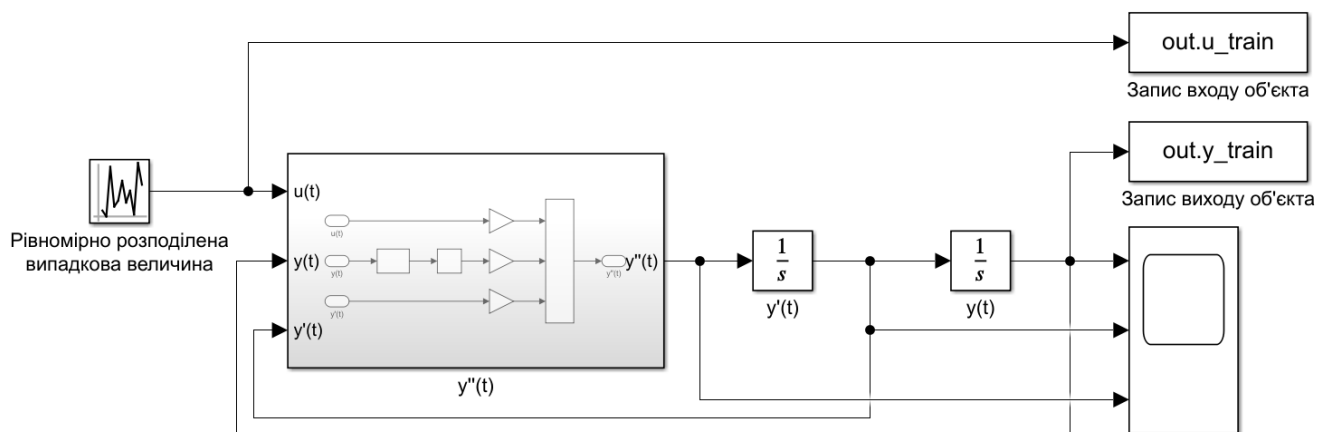 out.u_train
Запис входу об'єкта
out.y_train
Запис виходу об'єкта
Рівномірно розподілена
випадкова величина
u(t)
y(t)
y'(t)
u(t)
y(t)
y'(t)
y''(t)
y''(t)
y''(t)
1
s
y'(t)
1
s
y(t)